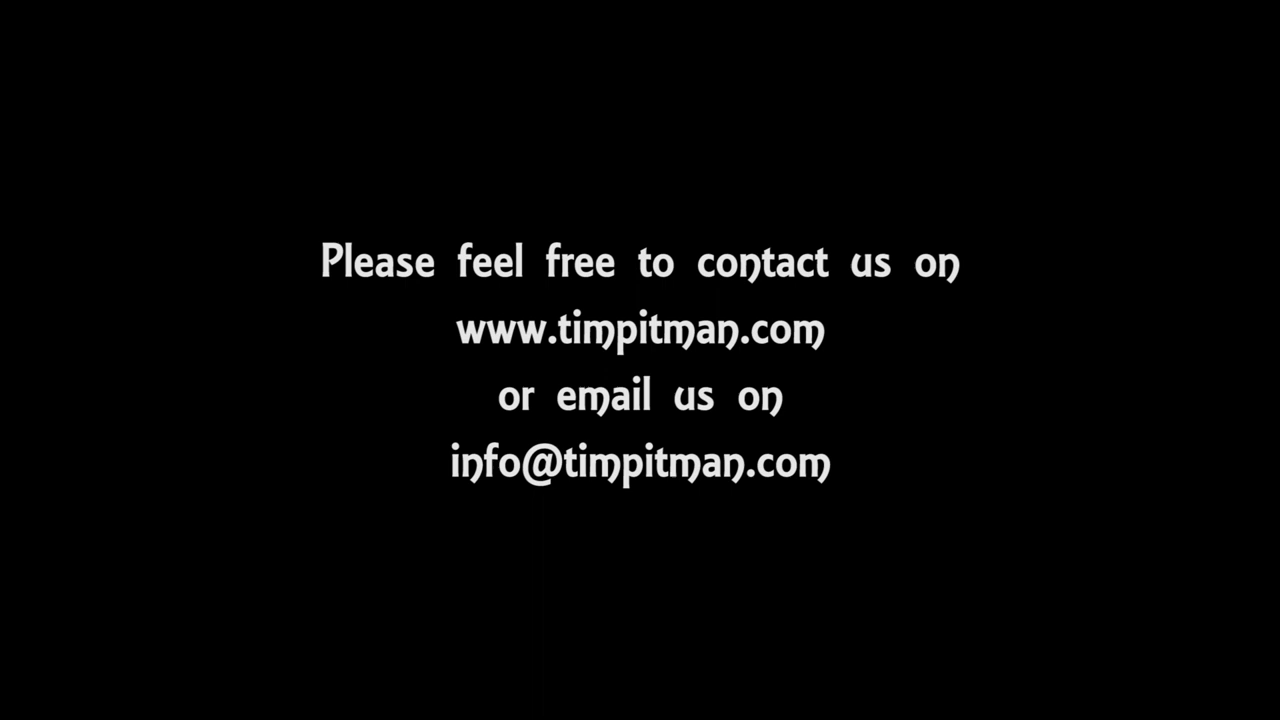 Please feel free to contact us on
www.timpitman.com
or email us on
info@timpitman.com